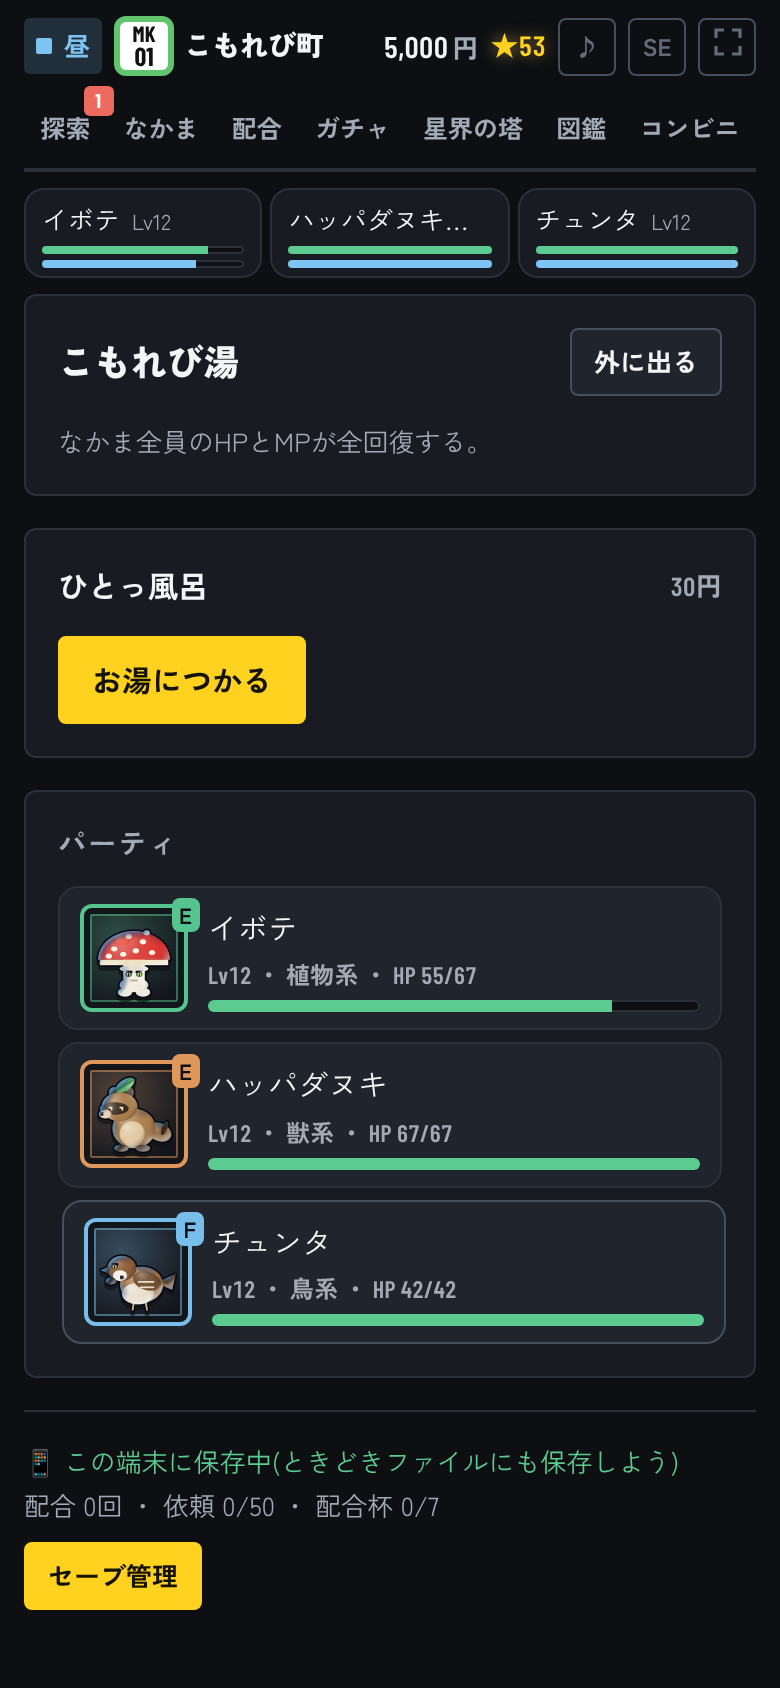 昼 MK 01 こもれび町 5,000 円 ★53 ♪ SE
1
探索 なかま 配合 ガチャ 星界の塔 図鑑 コンビニ
イボテ Lv12 ハッパダヌキ… チュンタ Lv12
こもれび湯 外に出る
なかま全員のHPとMPが全回復する。
ひとっ風呂 30円
お湯につかる
パーティ
E イボテ
Lv12 ・ 植物系 ・ HP 55/67
E ハッパダヌキ
Lv12 ・ 獣系 ・ HP 67/67
F チュンタ
Lv12 ・ 鳥系 ・ HP 42/42
この端末に保存中(ときどきファイルにも保存しよう)
配合 0回 ・ 依頼 0/50 ・ 配合杯 0/7
セーブ管理